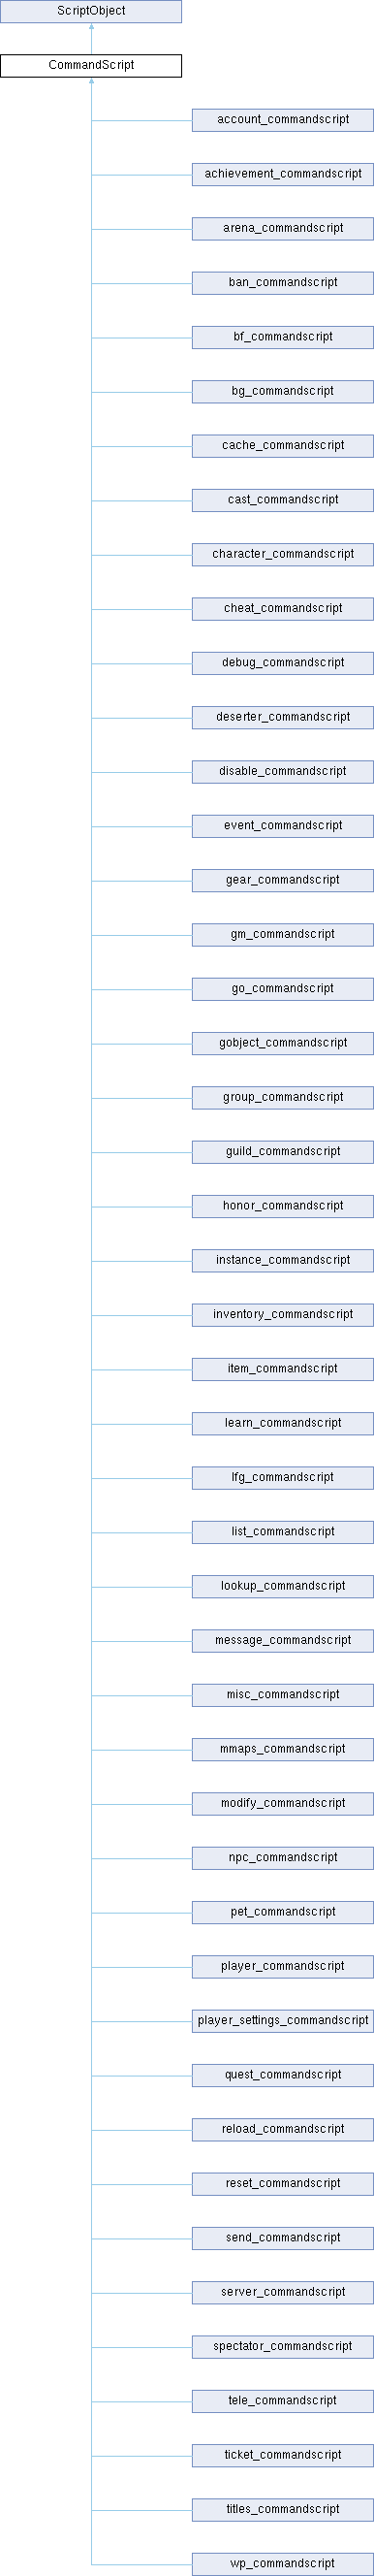 ScriptObject
CommandScript
account_commandscript
achievement_commandscript
arena_commandscript
ban_commandscript
bf_commandscript
bg_commandscript
cache_commandscript
cast_commandscript
character_commandscript
cheat_commandscript
debug_commandscript
deserter_commandscript
disable_commandscript
event_commandscript
gear_commandscript
gm_commandscript
go_commandscript
gobject_commandscript
group_commandscript
guild_commandscript
honor_commandscript
instance_commandscript
inventory_commandscript
item_commandscript
learn_commandscript
lfg_commandscript
list_commandscript
lookup_commandscript
message_commandscript
misc_commandscript
mmaps_commandscript
modify_commandscript
npc_commandscript
pet_commandscript
player_commandscript
player_settings_commandscript
quest_commandscript
reload_commandscript
reset_commandscript
send_commandscript
server_commandscript
spectator_commandscript
tele_commandscript
ticket_commandscript
titles_commandscript
wp_commandscript